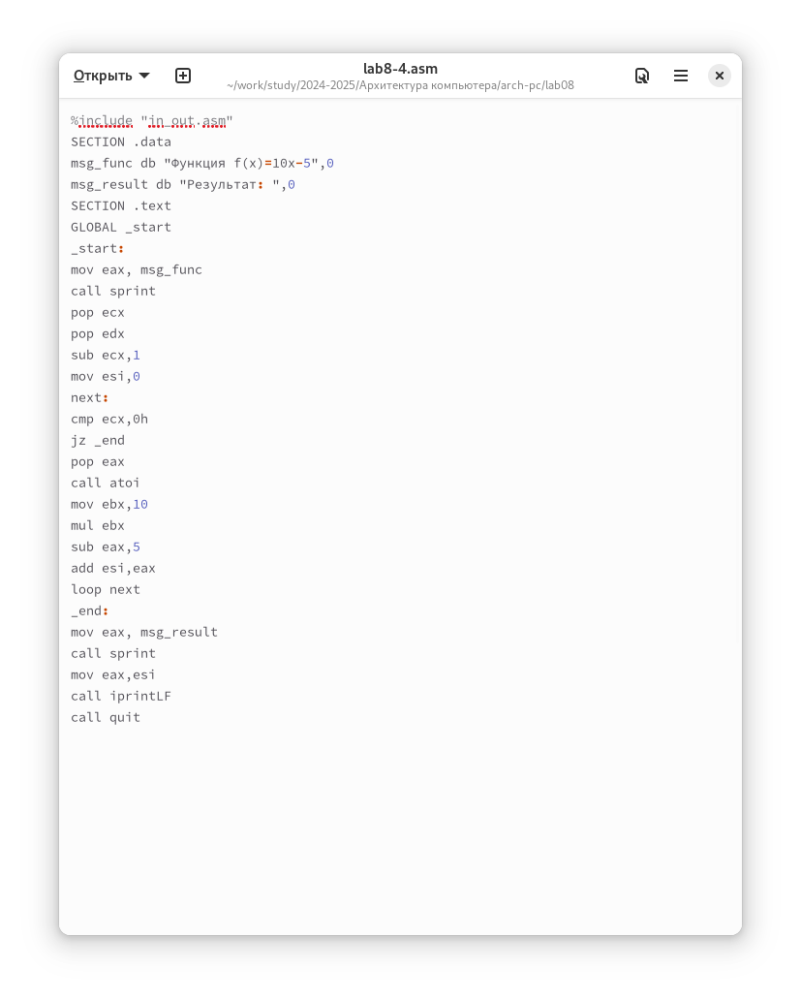 Открыть
lab8-4.asm
~/work/study/2024-2025/Архитектура компьютера/arch-pc/lab08
%include "in_out.asm"
SECTION .data
msg_func db "Функция f(x)=10x-5",0
msg_result db "Результат: ",0
SECTION .text
GLOBAL _start
_start:
mov eax, msg_func
call sprint
pop ecx
pop edx
sub ecx,1
mov esi,0
next:
cmp ecx,0h
jz _end
pop eax
call atoi
mov ebx,10
mul ebx
sub eax,5
add esi,eax
loop next
_end:
mov eax, msg_result
call sprint
mov eax,esi
call iprintLF
call quit